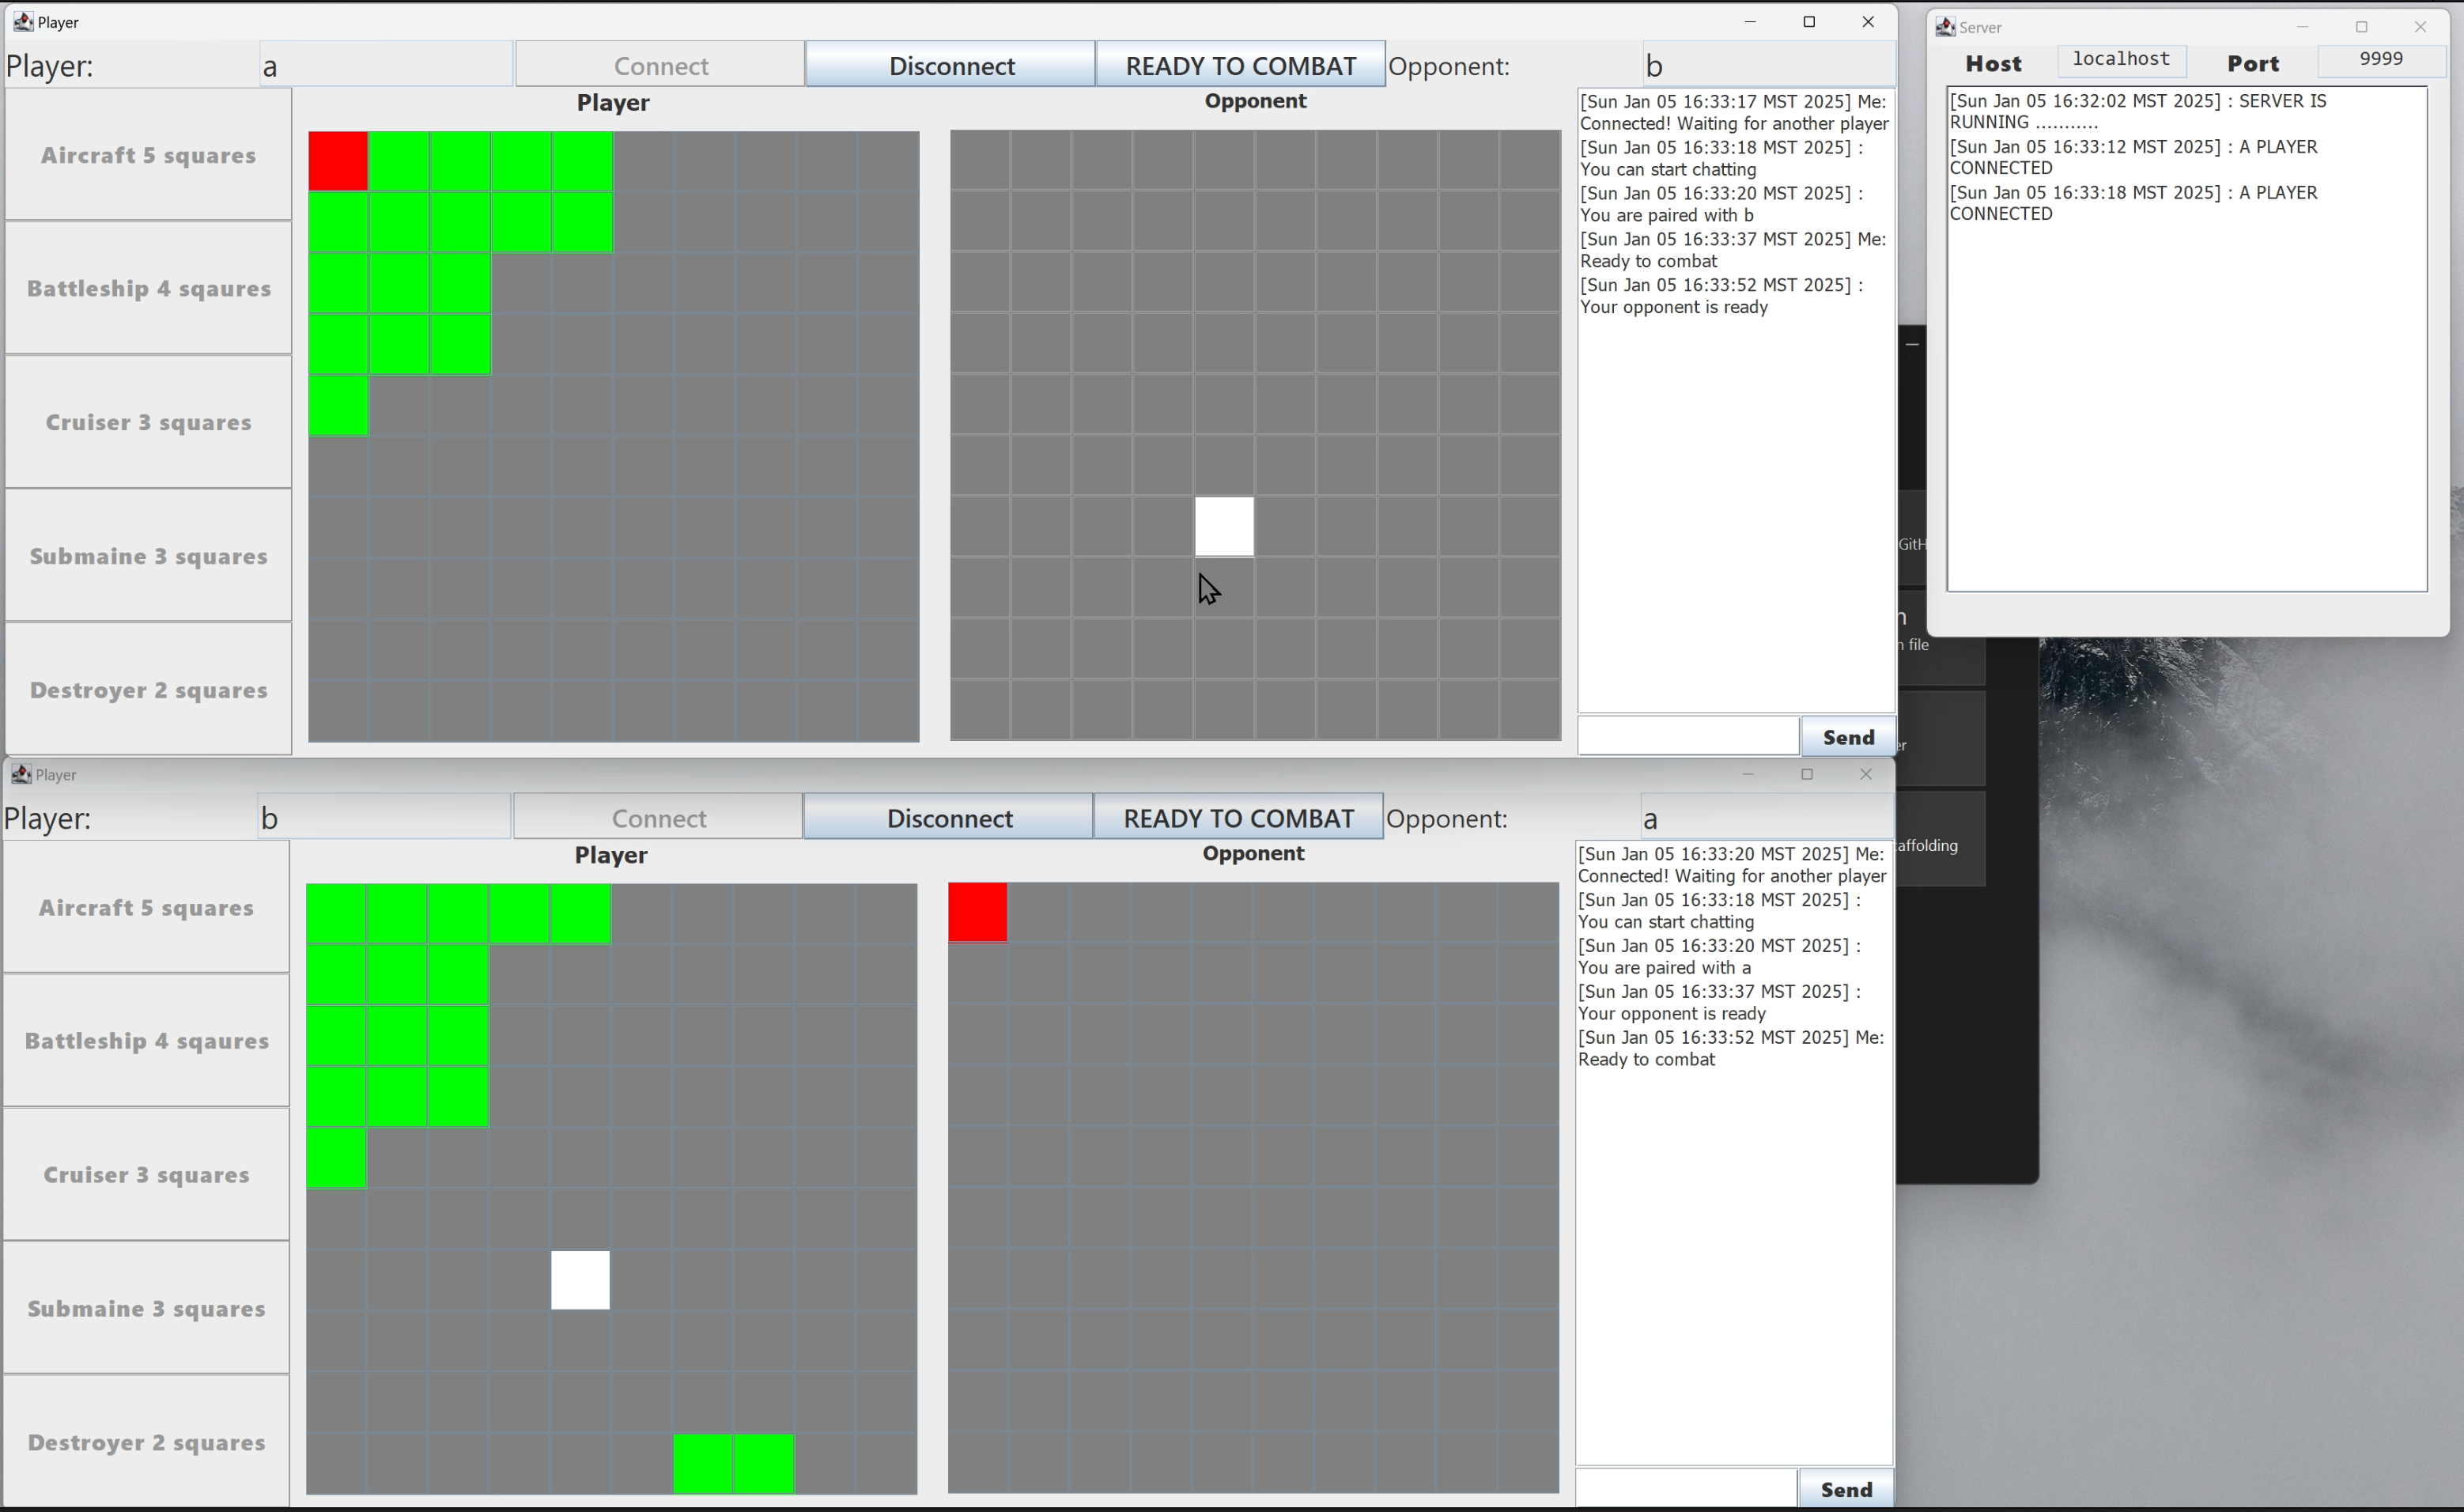 Player
Player: a Connect Disconnect READY TO COMBAT Opponent: b
Player
Opponent
Aircraft 5 squares
Battleship 4 sqaures
Cruiser 3 squares
Submaine 3 squares
Destroyer 2 squares
[Sun Jan 05 16:33:17 MST 2025] Me:
Connected! Waiting for another player
[Sun Jan 05 16:33:18 MST 2025] :
You can start chatting
[Sun Jan 05 16:33:20 MST 2025] :
You are paired with b
[Sun Jan 05 16:33:37 MST 2025] Me:
Ready to combat
[Sun Jan 05 16:33:52 MST 2025] :
Your opponent is ready
Send
Server
Host localhost Port 9999
[Sun Jan 05 16:32:02 MST 2025] : SERVER IS
RUNNING ...........
[Sun Jan 05 16:33:12 MST 2025] : A PLAYER
CONNECTED
[Sun Jan 05 16:33:18 MST 2025] : A PLAYER
CONNECTED
GitH
n file
er
affolding
Player
Player: b Connect Disconnect READY TO COMBAT Opponent: a
Player
Opponent
Aircraft 5 squares
Battleship 4 sqaures
Cruiser 3 squares
Submaine 3 squares
Destroyer 2 squares
[Sun Jan 05 16:33:20 MST 2025] Me:
Connected! Waiting for another player
[Sun Jan 05 16:33:18 MST 2025] :
You can start chatting
[Sun Jan 05 16:33:20 MST 2025] :
You are paired with a
[Sun Jan 05 16:33:37 MST 2025] :
Your opponent is ready
[Sun Jan 05 16:33:52 MST 2025] Me:
Ready to combat
Send